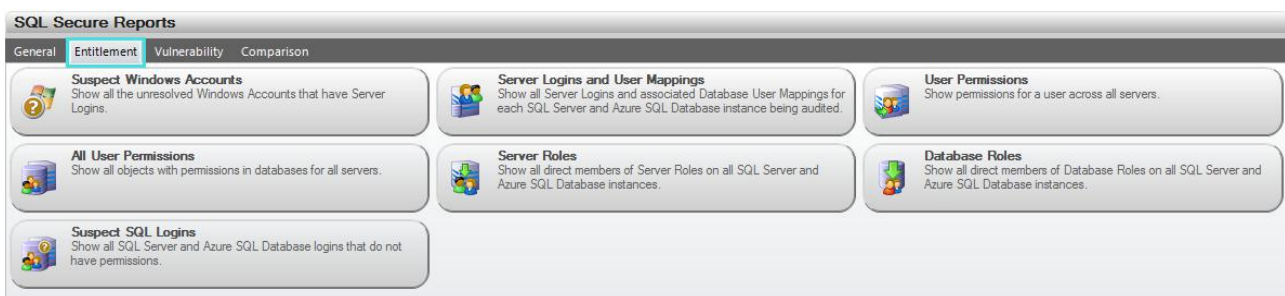 SQL Secure Reports
General Entitlement Vulnerability Comparison
Suspect Windows Accounts
Show all the unresolved Windows Accounts that have Server
Logins.
Server Logins and User Mappings
Show all Server Logins and associated Database User Mappings for
each SQL Server and Azure SQL Database instance being audited.
User Permissions
Show permissions for a user across all servers.
All User Permissions
Show all objects with permissions in databases for all servers.
Server Roles
Show all direct members of Server Roles on all SQL Server and
Azure SQL Database instances.
Database Roles
Show all direct members of Database Roles on all SQL Server and
Azure SQL Database instances.
Suspect SQL Logins
Show all SQL Server and Azure SQL Database logins that do not
have permissions.